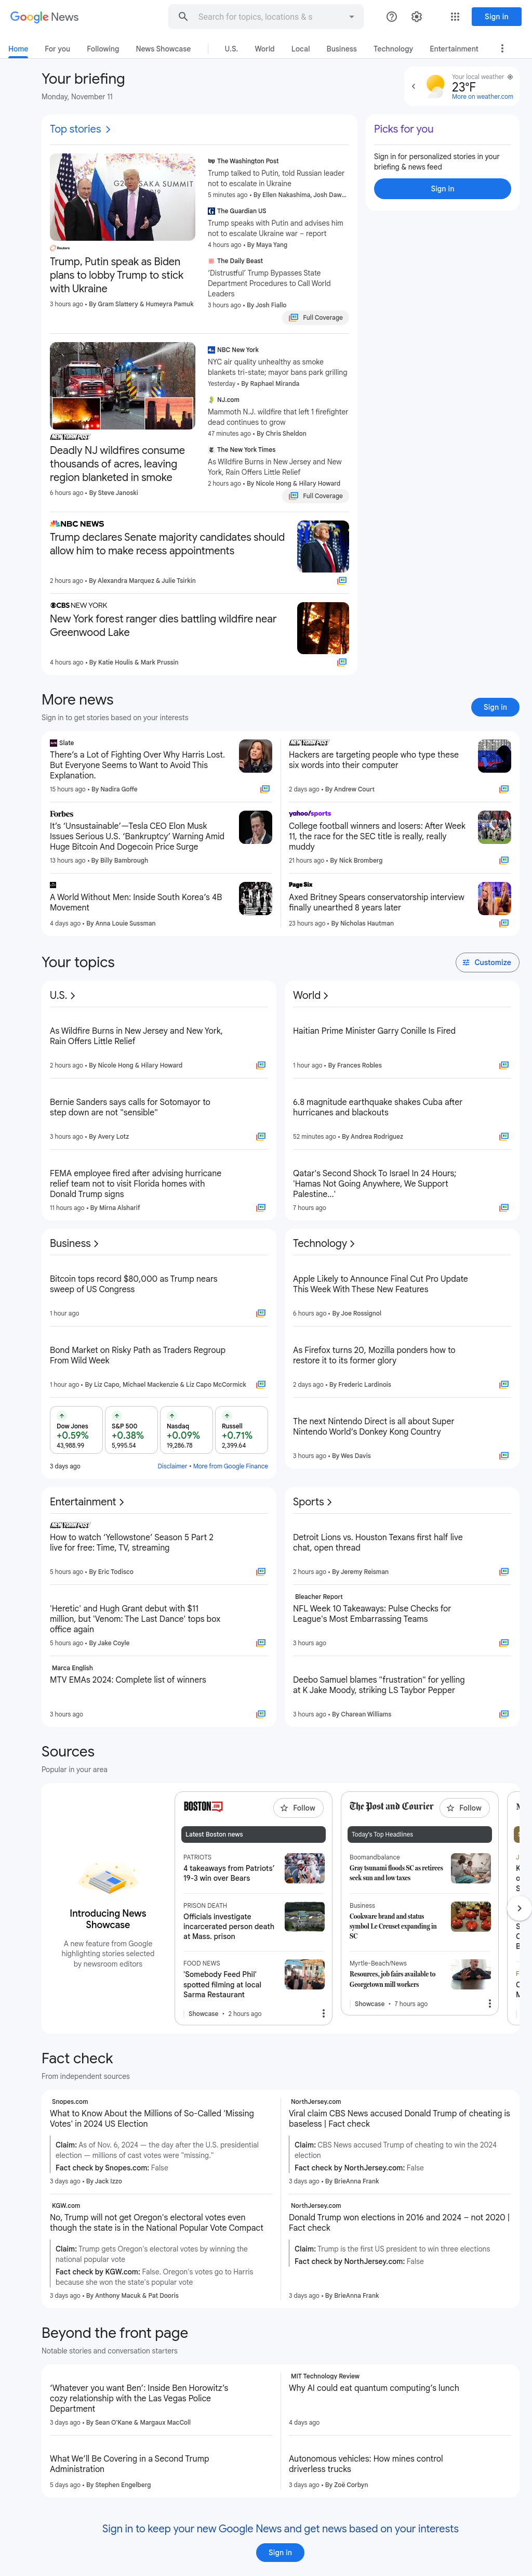 Google News
Search for topics, locations & s
Sign in
Home
For you
Following
News Showcase
U.S.
World
Local
Business
Technology
Entertainment
Your briefing
Monday, November 11
Your local weather
23°F
More on weather.com
Top stories
Picks for you
Sign in for personalized stories in your
briefing & news feed
Sign in
G20 OSAKA SUMMIT
Reuters
Trump, Putin speak as Biden
plans to lobby Trump to stick
with Ukraine
3 hours ago • By Gram Slattery & Humeyra Pamuk
The Washington Post
Trump talked to Putin, told Russian leader
not to escalate in Ukraine
5 minutes ago • By Ellen Nakashima, Josh Daw...
The Guardian US
Trump speaks with Putin and advises him
not to escalate Ukraine war – report
4 hours ago • By Maya Yang
The Daily Beast
'Distrustful' Trump Bypasses State
Department Procedures to Call World
Leaders
3 hours ago • By Josh Fiallo
Full Coverage
NEW YORK POST
Deadly NJ wildfires consume
thousands of acres, leaving
region blanketed in smoke
6 hours ago • By Steve Janoski
NBC New York
NYC air quality unhealthy as smoke
blankets tri-state; mayor bans park grilling
Yesterday • By Raphael Miranda
NJ.com
Mammoth N.J. wildfire that left 1 firefighter
dead continues to grow
47 minutes ago • By Chris Sheldon
The New York Times
As Wildfire Burns in New Jersey and New
York, Rain Offers Little Relief
2 hours ago • By Nicole Hong & Hilary Howard
Full Coverage
NBC NEWS
Trump declares Senate majority candidates should
allow him to make recess appointments
2 hours ago • By Alexandra Marquez & Julie Tsirkin
CBS NEW YORK
New York forest ranger dies battling wildfire near
Greenwood Lake
4 hours ago • By Katie Houlis & Mark Prussin
More news
Sign in to get stories based on your interests
Sign in
Slate
There's a Lot of Fighting Over Why Harris Lost.
But Everyone Seems to Want to Avoid This
Explanation.
15 hours ago • By Nadira Goffe
NEW YORK POST
Hackers are targeting people who type these
six words into their computer
2 days ago • By Andrew Court
Forbes
It's 'Unsustainable'—Tesla CEO Elon Musk
Issues Serious U.S. 'Bankruptcy' Warning Amid
Huge Bitcoin And Dogecoin Price Surge
13 hours ago • By Billy Bambrough
yahoo/sports
College football winners and losers: After Week
11, the race for the SEC title is really, really
muddy
21 hours ago • By Nick Bromberg
A World Without Men: Inside South Korea's 4B
Movement
4 days ago • By Anna Louie Sussman
Page Six
Axed Britney Spears conservatorship interview
finally unearthed 8 years later
23 hours ago • By Nicholas Hautman
Your topics
Customize
U.S.
As Wildfire Burns in New Jersey and New York,
Rain Offers Little Relief
2 hours ago • By Nicole Hong & Hilary Howard
Bernie Sanders says calls for Sotomayor to
step down are not "sensible"
3 hours ago • By Avery Lotz
FEMA employee fired after advising hurricane
relief team not to visit Florida homes with
Donald Trump signs
11 hours ago • By Mirna Alsharif
World
Haitian Prime Minister Garry Conille Is Fired
1 hour ago • By Frances Robles
6.8 magnitude earthquake shakes Cuba after
hurricanes and blackouts
52 minutes ago • By Andrea Rodríguez
Qatar's Second Shock To Israel In 24 Hours;
'Hamas Not Going Anywhere, We Support
Palestine...'
7 hours ago
Business
Bitcoin tops record $80,000 as Trump nears
sweep of US Congress
1 hour ago
Bond Market on Risky Path as Traders Regroup
From Wild Week
1 hour ago • By Liz Capo, Michael Mackenzie & Liz Capo McCormick
Dow Jones
+0.59%
43,988.99
S&P 500
+0.38%
5,995.54
Nasdaq
+0.09%
19,286.78
Russell
+0.71%
2,399.64
3 days ago
Disclaimer • More from Google Finance
Technology
Apple Likely to Announce Final Cut Pro Update
This Week With These New Features
6 hours ago • By Joe Rossignol
As Firefox turns 20, Mozilla ponders how to
restore it to its former glory
2 days ago • By Frederic Lardinois
The next Nintendo Direct is all about Super
Nintendo World's Donkey Kong Country
3 hours ago • By Wes Davis
Entertainment
NEW YORK POST
How to watch 'Yellowstone' Season 5 Part 2
live for free: Time, TV, streaming
5 hours ago • By Eric Todisco
'Heretic' and Hugh Grant debut with $11
million, but 'Venom: The Last Dance' tops box
office again
5 hours ago • By Jake Coyle
Marca English
MTV EMAs 2024: Complete list of winners
3 hours ago
Sports
Detroit Lions vs. Houston Texans first half live
chat, open thread
2 hours ago • By Jeremy Reisman
Bleacher Report
NFL Week 10 Takeaways: Pulse Checks for
League's Most Embarrassing Teams
3 hours ago
Deebo Samuel blames "frustration" for yelling
at K Jake Moody, striking LS Taybor Pepper
3 hours ago • By Charean Williams
Sources
Popular in your area
Introducing News
Showcase
A new feature from Google
highlighting stories selected
by newsroom editors
BOSTON.COM
Follow
Latest Boston news
PATRIOTS
4 takeaways from Patriots'
19-3 win over Bears
PRISON DEATH
Officials investigate
incarcerated person death
at Mass. prison
FOOD NEWS
'Somebody Feed Phil'
spotted filming at local
Sarma Restaurant
Showcase • 2 hours ago
The Post and Courier
Follow
Today's Top Headlines
Boomandbalance
Gray tsunami floods SC as retirees
seek sun and low taxes
Business
Cookware brand and status
symbol Le Creuset expanding in
SC
Myrtle-Beach/News
Resources, job fairs available to
Georgetown mill workers
Showcase • 7 hours ago
Fact check
From independent sources
Snopes.com
What to Know About the Millions of So-Called 'Missing
Votes' in 2024 US Election
Claim: As of Nov. 6, 2024 — the day after the U.S. presidential
election — millions of cast votes were "missing."
Fact check by Snopes.com: False
3 days ago • By Jack Izzo
NorthJersey.com
Viral claim CBS News accused Donald Trump of cheating is
baseless | Fact check
Claim: CBS News accused Trump of cheating to win the 2024
election
Fact check by NorthJersey.com: False
3 days ago • By BrieAnna Frank
KGW.com
No, Trump will not get Oregon's electoral votes even
though the state is in the National Popular Vote Compact
Claim: Trump gets Oregon's electoral votes by winning the
national popular vote
Fact check by KGW.com: False. Oregon's votes go to Harris
because she won the state's popular vote
3 days ago • By Anthony Macuk & Pat Dooris
NorthJersey.com
Donald Trump won elections in 2016 and 2024 – not 2020 |
Fact check
Claim: Trump is the first US president to win three elections
Fact check by NorthJersey.com: False
3 days ago • By BrieAnna Frank
Beyond the front page
Notable stories and conversation starters
'Whatever you want Ben': Inside Ben Horowitz's
cozy relationship with the Las Vegas Police
Department
3 days ago • By Sean O'Kane & Margaux MacColl
MIT Technology Review
Why AI could eat quantum computing's lunch
4 days ago
What We'll Be Covering in a Second Trump
Administration
5 days ago • By Stephen Engelberg
Autonomous vehicles: How mines control
driverless trucks
3 days ago • By Zoë Corbyn
Sign in to keep your new Google News and get news based on your interests
Sign in